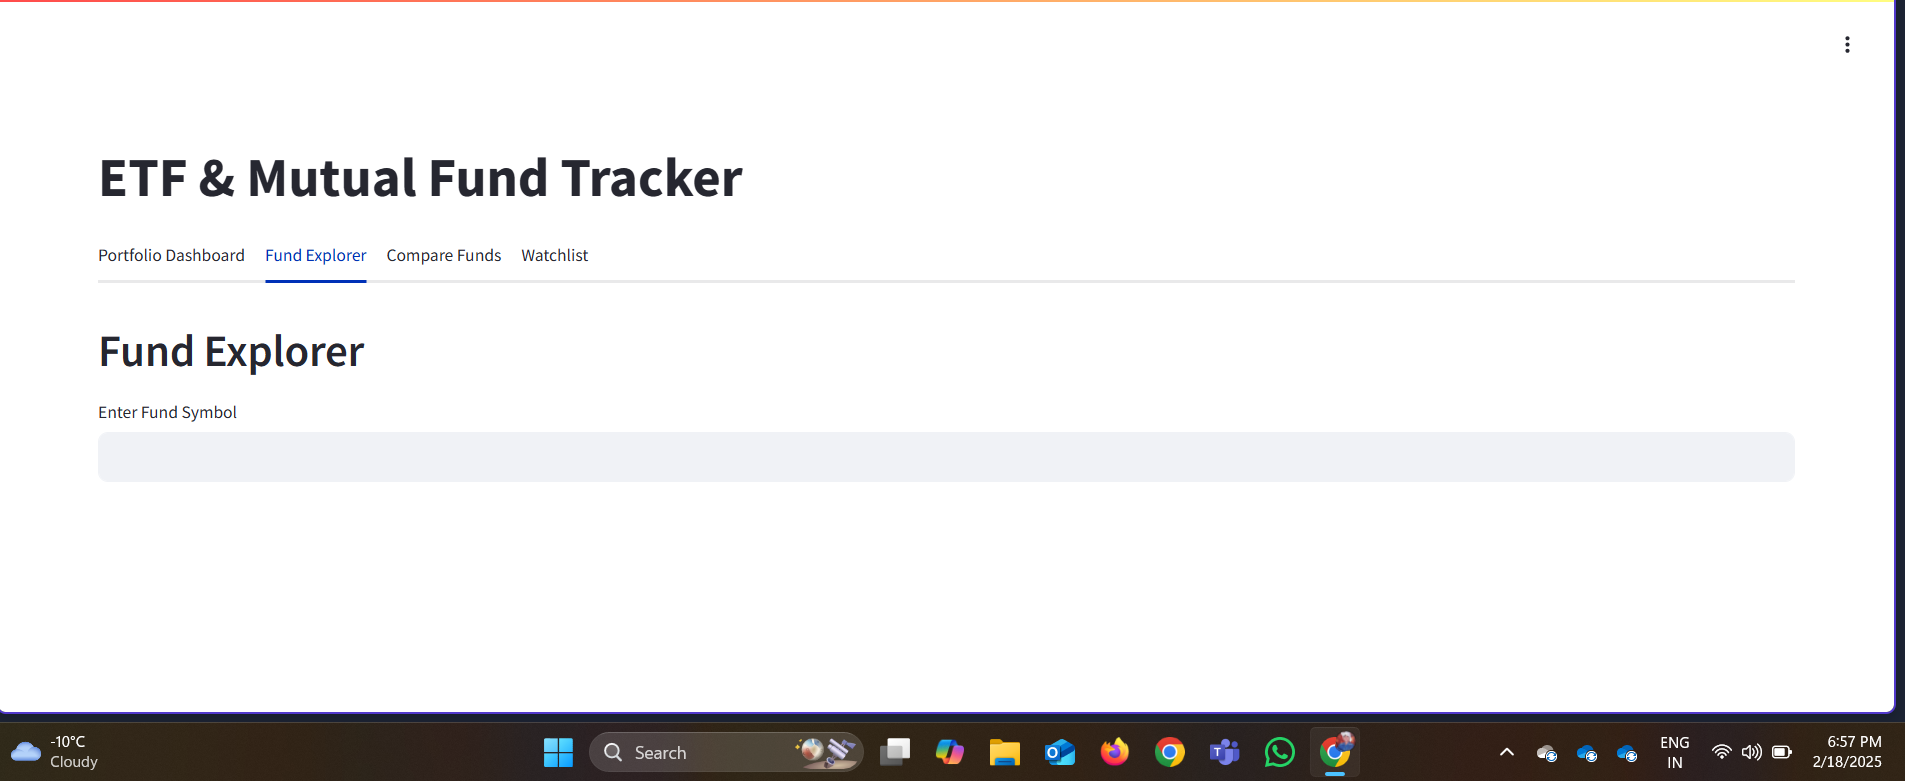 ETF & Mutual Fund Tracker
Portfolio Dashboard Fund Explorer Compare Funds Watchlist
Fund Explorer
Enter Fund Symbol
-10°C
Cloudy
Search
ENG
IN
6:57 PM
2/18/2025